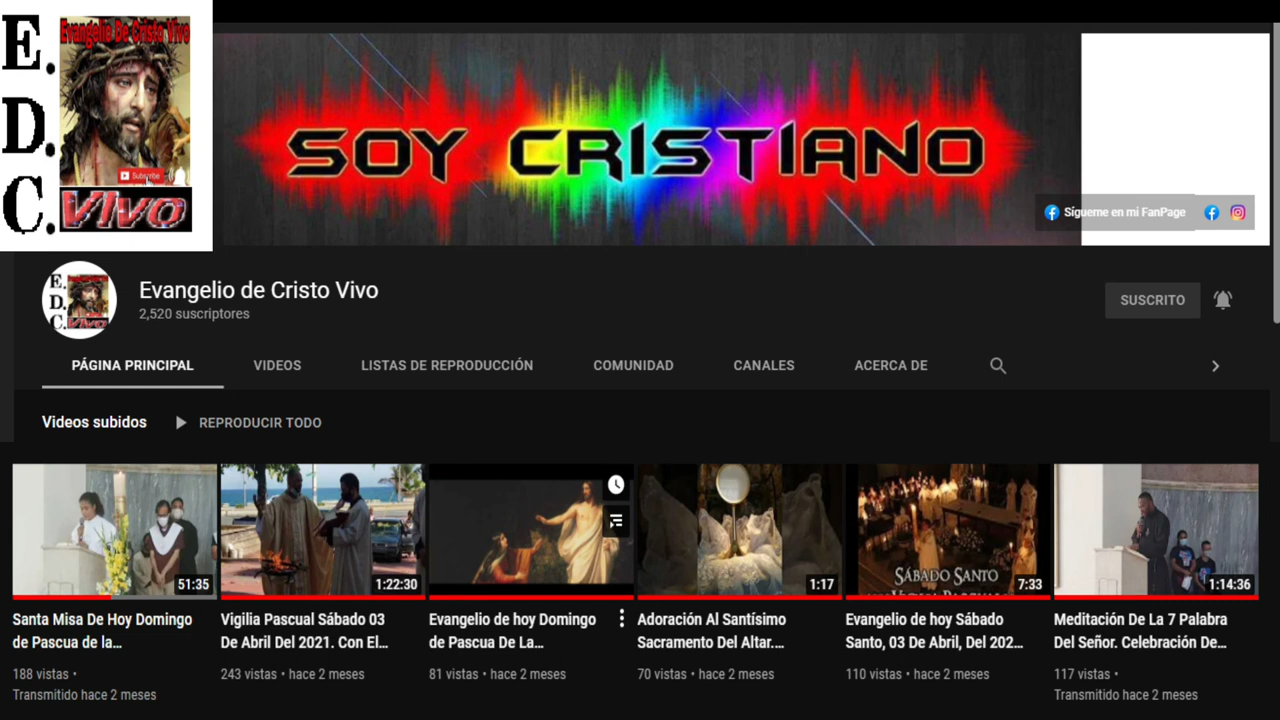 E.
D.
C.
Evangelio De Cristo Vivo
Subscribe
Vivo
SOY CRISTIANO
Sígueme en mi FanPage
E.
D.
C.
Vivo
Evangelio de Cristo Vivo
2,520 suscriptores
SUSCRITO
PÁGINA PRINCIPAL
VIDEOS
LISTAS DE REPRODUCCIÓN
COMUNIDAD
CANALES
ACERCA DE
Videos subidos
REPRODUCIR TODO
51:35
Santa Misa De Hoy Domingo
de Pascua de la...
188 vistas •
Transmitido hace 2 meses
1:22:30
Vigilia Pascual Sábado 03
De Abril Del 2021. Con El...
243 vistas • hace 2 meses
Evangelio de hoy Domingo
de Pascua De La...
81 vistas • hace 2 meses
1:17
Adoración Al Santísimo
Sacramento Del Altar....
70 vistas • hace 2 meses
SÁBADO SANTO
7:33
Evangelio de hoy Sábado
Santo, 03 De Abril, Del 202...
110 vistas • hace 2 meses
1:14:36
Meditación De La 7 Palabra
Del Señor. Celebración De...
117 vistas •
Transmitido hace 2 meses